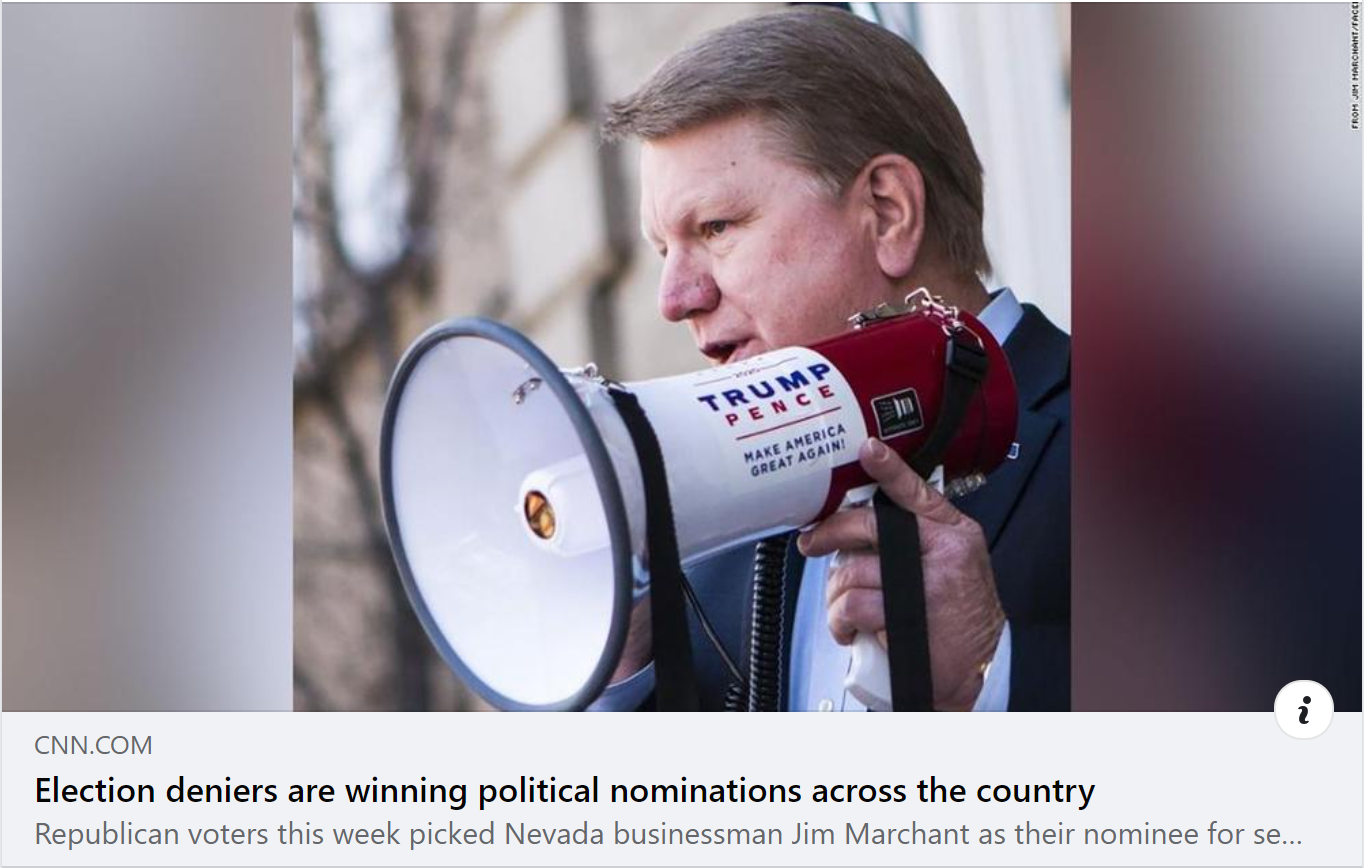 FROM JIM MARCHANT/FACE
2020
TRUMP
PENCE
MAKE AMERICA
GREAT AGAIN!
CNN.COM
Election deniers are winning political nominations across the country
Republican voters this week picked Nevada businessman Jim Marchant as their nominee for se...